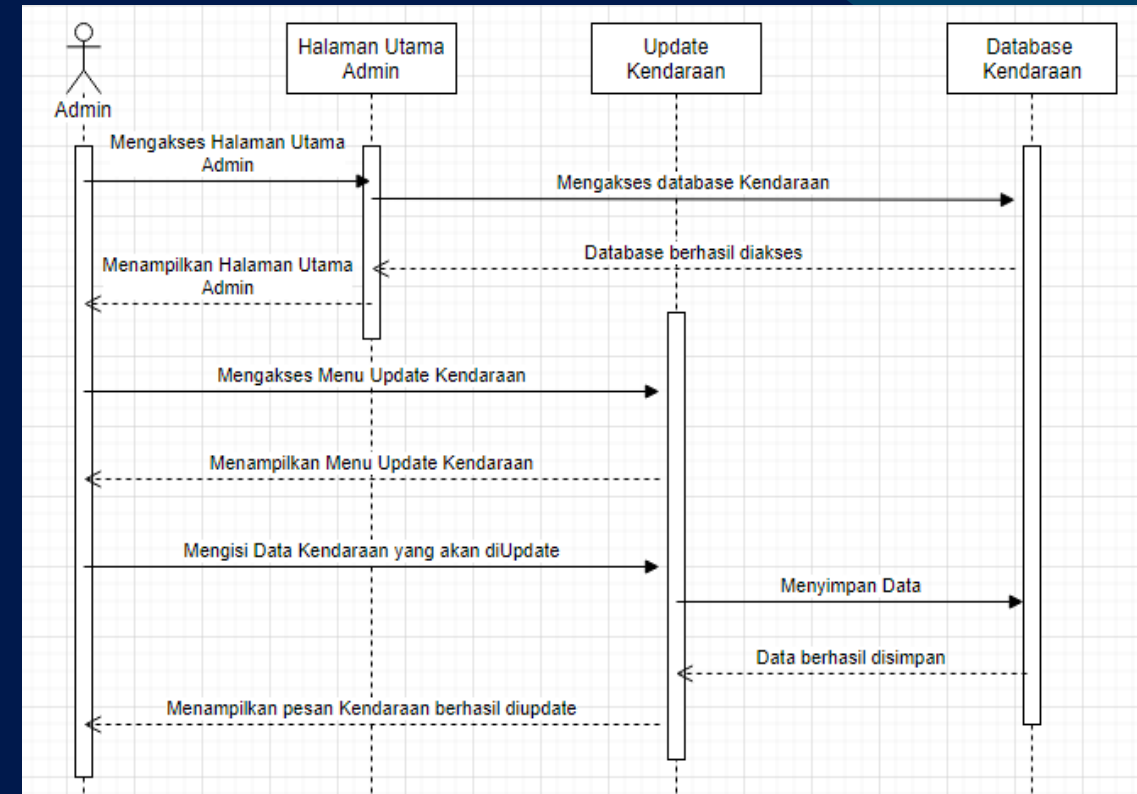 Halaman Utama
Admin
Update
Kendaraan
Database
Kendaraan
Admin
Mengakses Halaman Utama
Admin
Mengakses database Kendaraan
Database berhasil diakses
Menampilkan Halaman Utama
Admin
Mengakses Menu Update Kendaraan
Menampilkan Menu Update Kendaraan
Mengisi Data Kendaraan yang akan diUpdate
Menyimpan Data
Data berhasil disimpan
Menampilkan pesan Kendaraan berhasil diupdate